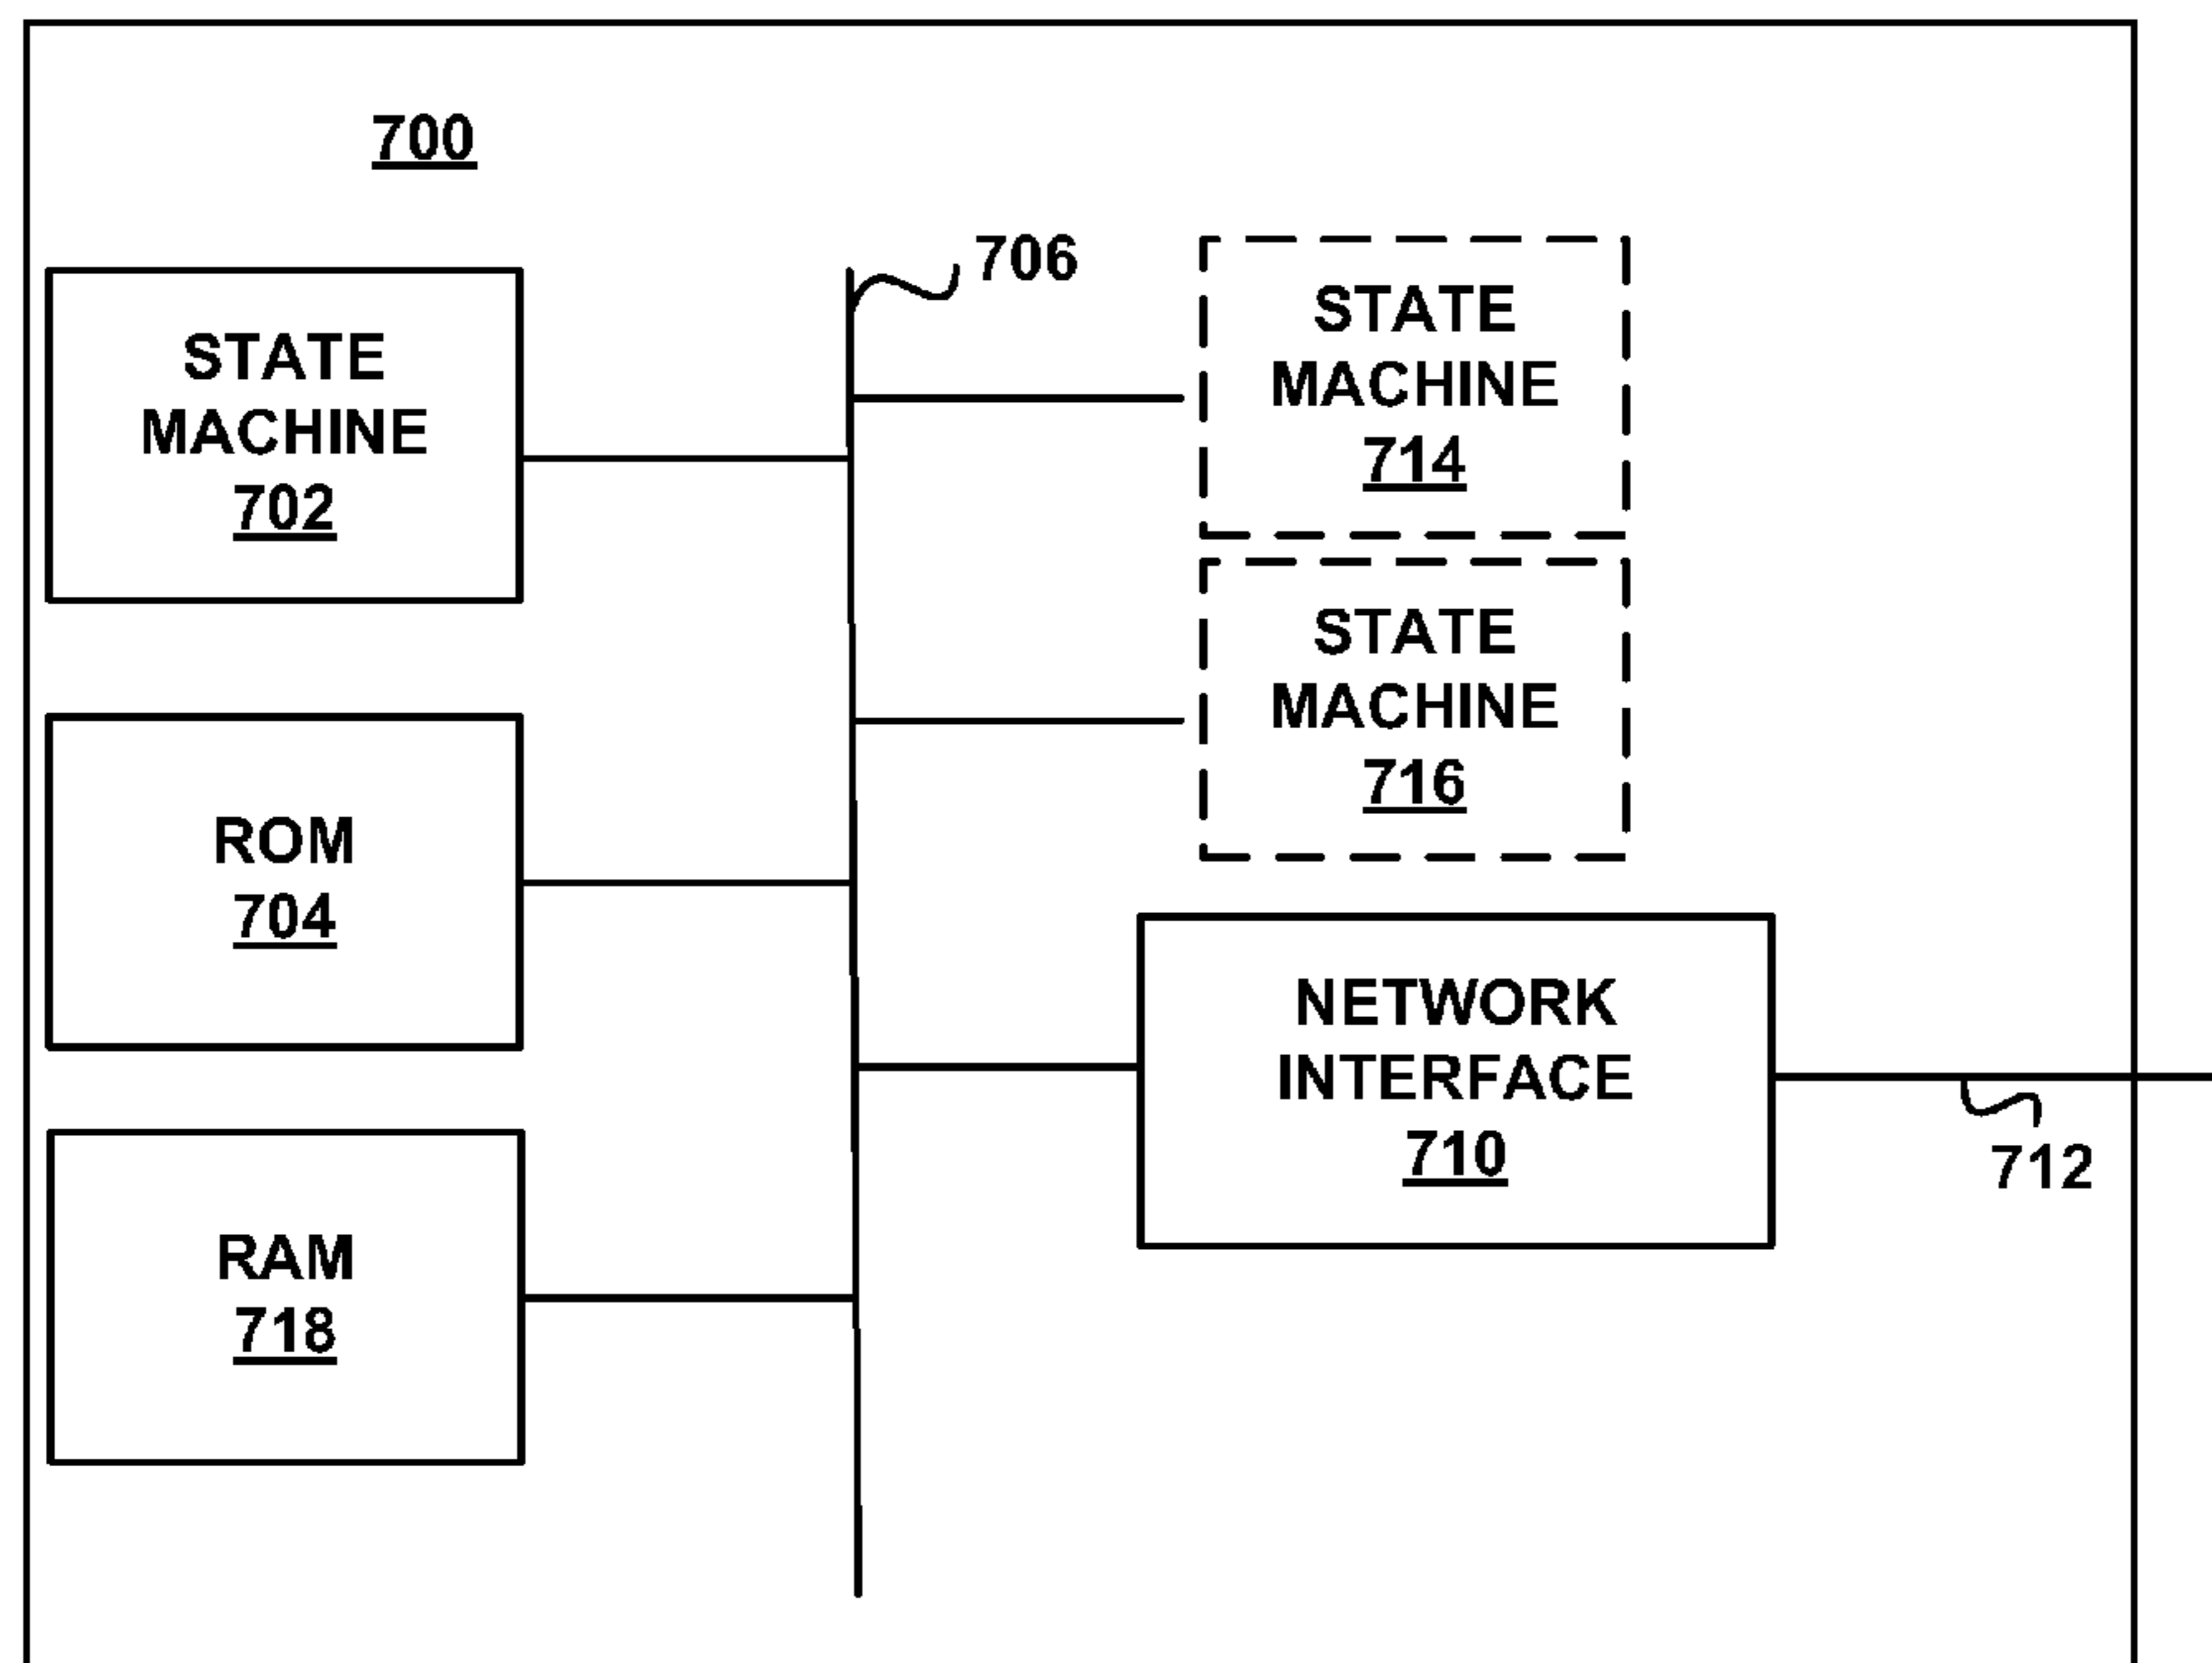 700
706
STATE
MACHINE
702
STATE
MACHINE
714
STATE
MACHINE
716
ROM
704
NETWORK
INTERFACE
710
712
RAM
718